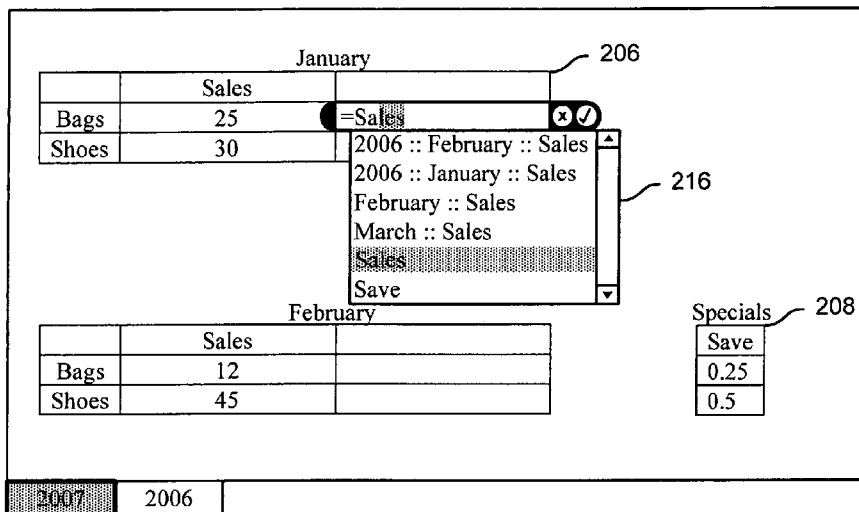 January
206
Sales
Bags 25 =Sales x ✓
Shoes 30
2006 :: February :: Sales
2006 :: January :: Sales
February :: Sales
March :: Sales
Sales
Save
216
February
Sales
Bags 12
Shoes 45
Specials
208
Save
0.25
0.5
2007 2006